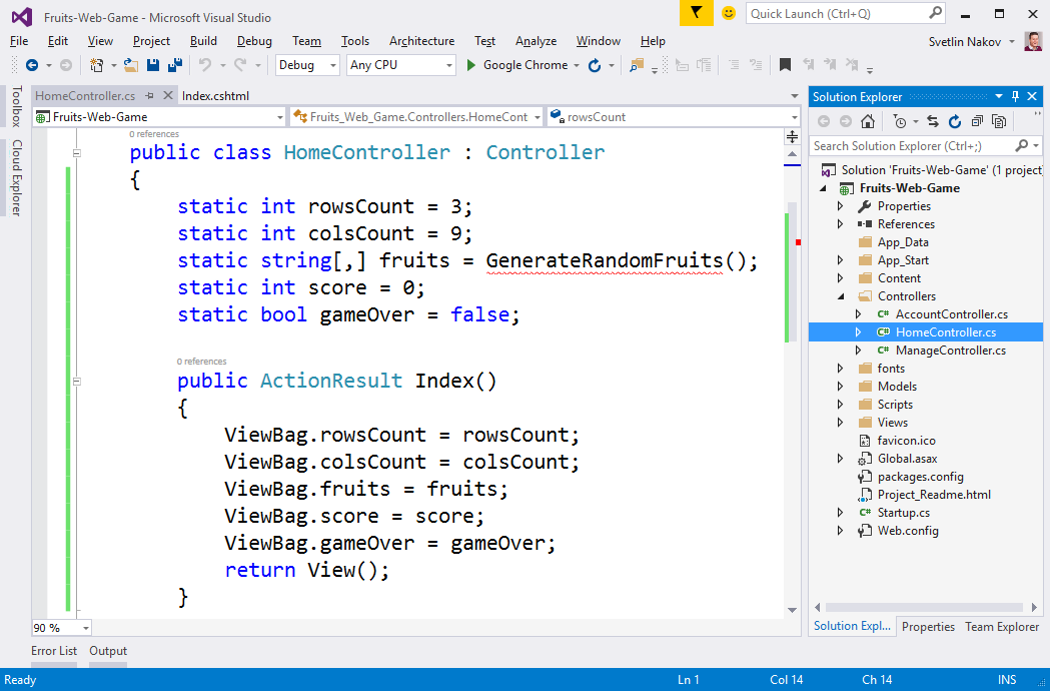 Fruits-Web-Game - Microsoft Visual Studio
Quick Launch (Ctrl+Q)
File Edit View Project Build Debug Team Tools Architecture Test Analyze Window Help
Svetlin Nakov
Debug Any CPU Google Chrome
Toolbox
Cloud Explorer
HomeController.cs Index.cshtml
Fruits-Web-Game Fruits_Web_Game.Controllers.HomeCont rowsCount
0 references
public class HomeController : Controller
{
static int rowsCount = 3;
static int colsCount = 9;
static string[,] fruits = GenerateRandomFruits();
static int score = 0;
static bool gameOver = false;
0 references
public ActionResult Index()
{
ViewBag.rowsCount = rowsCount;
ViewBag.colsCount = colsCount;
ViewBag.fruits = fruits;
ViewBag.score = score;
ViewBag.gameOver = gameOver;
return View();
}
90 %
Solution Explorer
Search Solution Explorer (Ctrl+;)
Solution 'Fruits-Web-Game' (1 project
Fruits-Web-Game
Properties
References
App_Data
App_Start
Content
Controllers
C# AccountController.cs
C# HomeController.cs
C# ManageController.cs
fonts
Models
Scripts
Views
favicon.ico
Global.asax
packages.config
Project_Readme.html
C# Startup.cs
Web.config
Solution Expl... Properties Team Explorer
Error List Output
Ready Ln 1 Col 14 Ch 14 INS